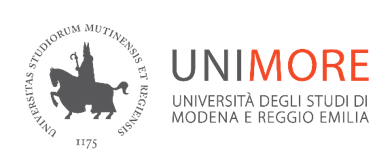 UNIVERSITAS STUDIORUM MUTINENSIS ET REGIENSIS
1175
UNIMORE
UNIVERSITÀ DEGLI STUDI DI
MODENA E REGGIO EMILIA